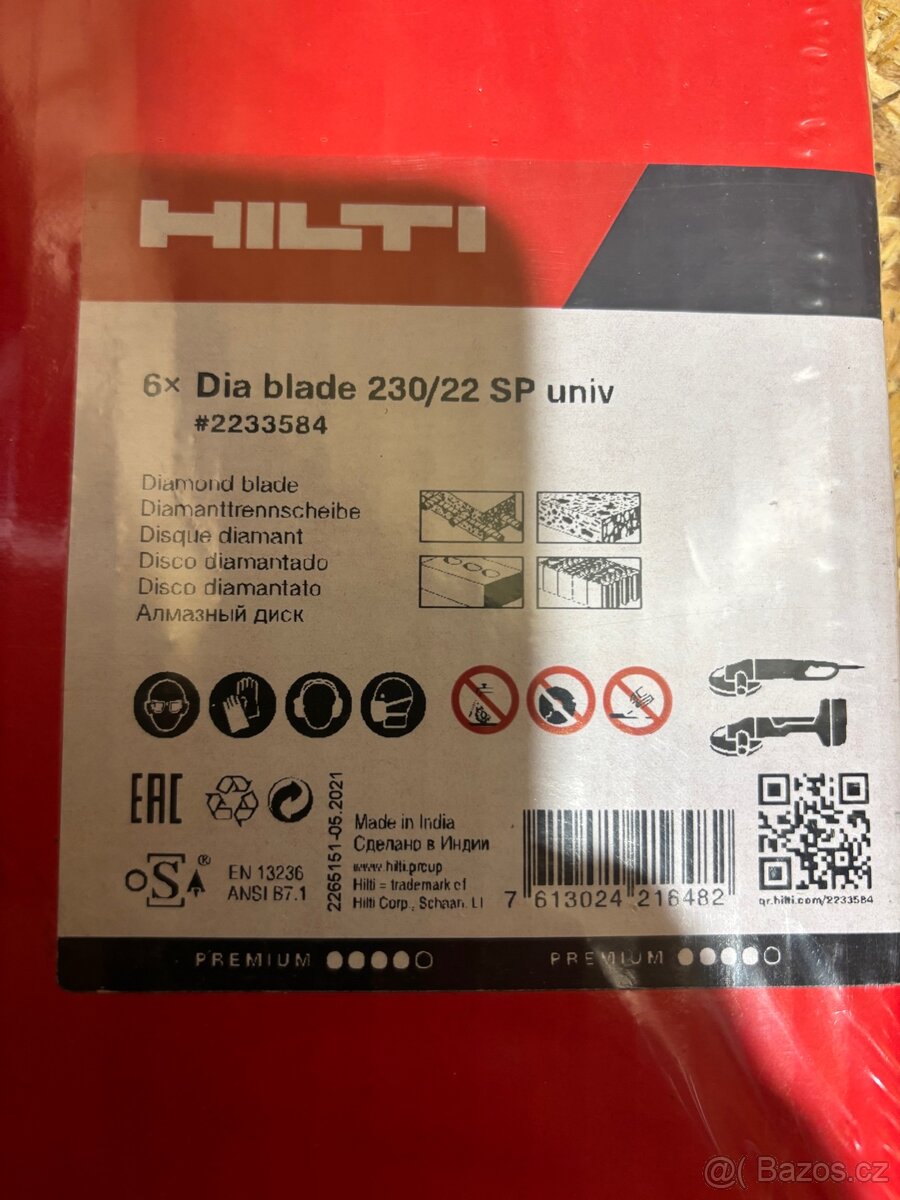 HILTI
6x Dia blade 230/22 SP univ
#2233584
Diamond blade
Diamanttrennscheibe
Disque diamant
Disco diamantado
Disco diamantato
Алмазный диск
EAC
oS®
EN 13236
ANSI B7.1
2265151-05.2021
Made in India
Сделано в Индии
www.hilti.group
Hilti = trademark of
Hilti Corp., Schaan, LI
7 613024 216482
qr.hilti.com/2233584
PREMIUM
PREMIUM
@( Bazos.cz